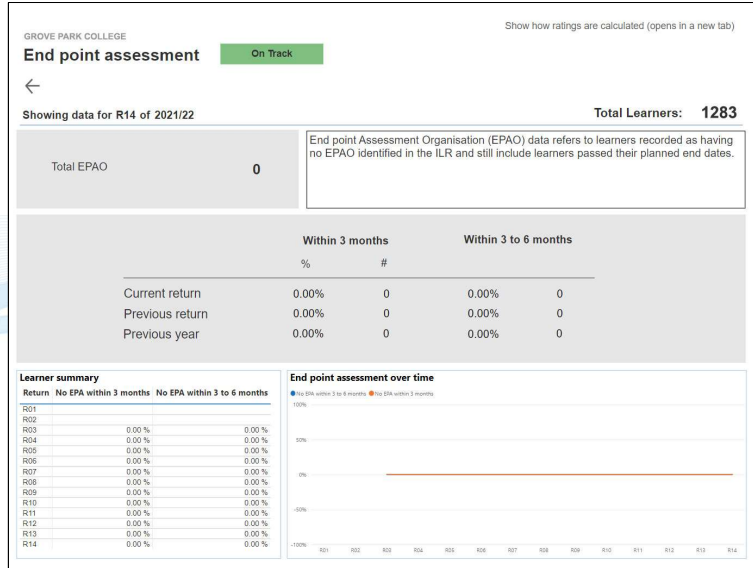 Show how ratings are calculated (opens in a new tab)
GROVE PARK COLLEGE
End point assessment
On Track
Showing data for R14 of 2021/22
Total Learners: 1283
Total EPAO 0
End point Assessment Organisation (EPAO) data refers to learners recorded as having
no EPAO identified in the ILR and still include learners passed their planned end dates.
Within 3 months Within 3 to 6 months
% #
Current return 0.00% 0 0.00% 0
Previous return 0.00% 0 0.00% 0
Previous year 0.00% 0 0.00% 0
Learner summary
Return No EPA within 3 months No EPA within 3 to 6 months
R01
R02
R03 0.00 % 0.00 %
R04 0.00 % 0.00 %
R05 0.00 % 0.00 %
R06 0.00 % 0.00 %
R07 0.00 % 0.00 %
R08 0.00 % 0.00 %
R09 0.00 % 0.00 %
R10 0.00 % 0.00 %
R11 0.00 % 0.00 %
R12 0.00 % 0.00 %
R13 0.00 % 0.00 %
R14 0.00 % 0.00 %
End point assessment over time
No EPA within 3 to 6 months No EPA within 3 months
100%
50%
0%
-50%
-100%
R01 R02 R03 R04 R05 R06 R07 R08 R09 R10 R11 R12 R13 R14